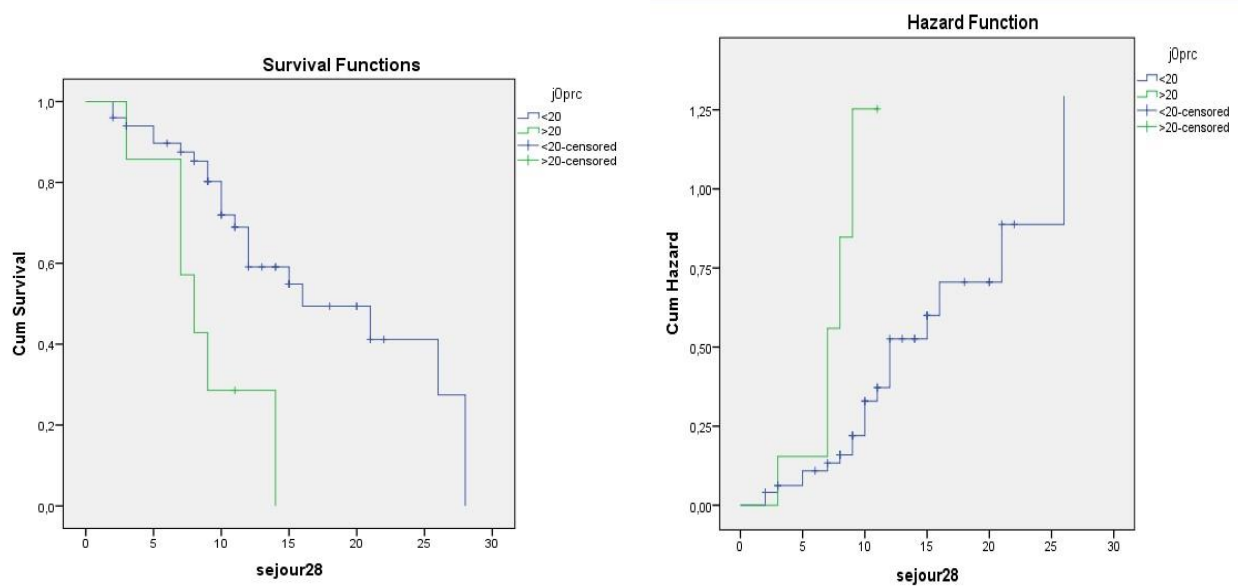 Survival Functions
j0prc
<20
>20
<20-censored
>20-censored
1,0
0,8
0,6
0,4
0,2
0,0
Cum Survival
0 5 10 15 20 25 30
sejour28
Hazard Function
j0prc
<20
>20
<20-censored
>20-censored
1,25
1,00
0,75
0,50
0,25
0,00
Cum Hazard
0 5 10 15 20 25 30
sejour28